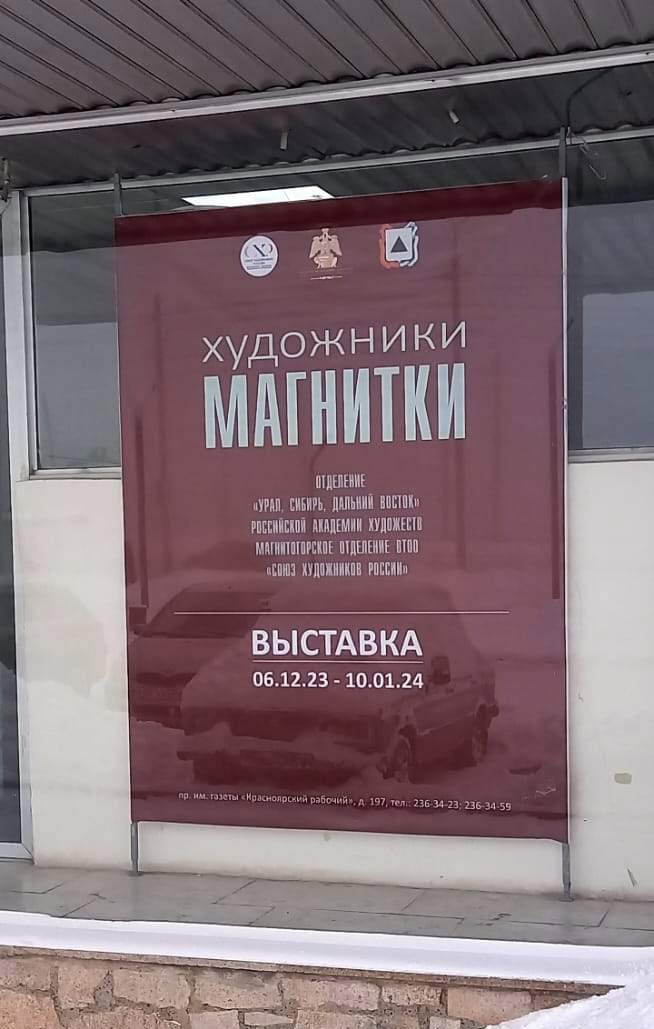 художники
МАГНИТКИ
ОТДЕЛЕНИЕ
«УРАЛ, СИБИРЬ, ДАЛЬНИЙ ВОСТОК»
РОССИЙСКОЙ АКАДЕМИИ ХУДОЖЕСТВ
МАГНИТОГОРСКОЕ ОТДЕЛЕНИЕ ВТОО
«СОЮЗ ХУДОЖНИКОВ РОССИИ»
ВЫСТАВКА
06.12.23 - 10.01.24
пр. им. газеты «Красноярский рабочий», д. 197, тел.: 236-34-23; 236-34-59